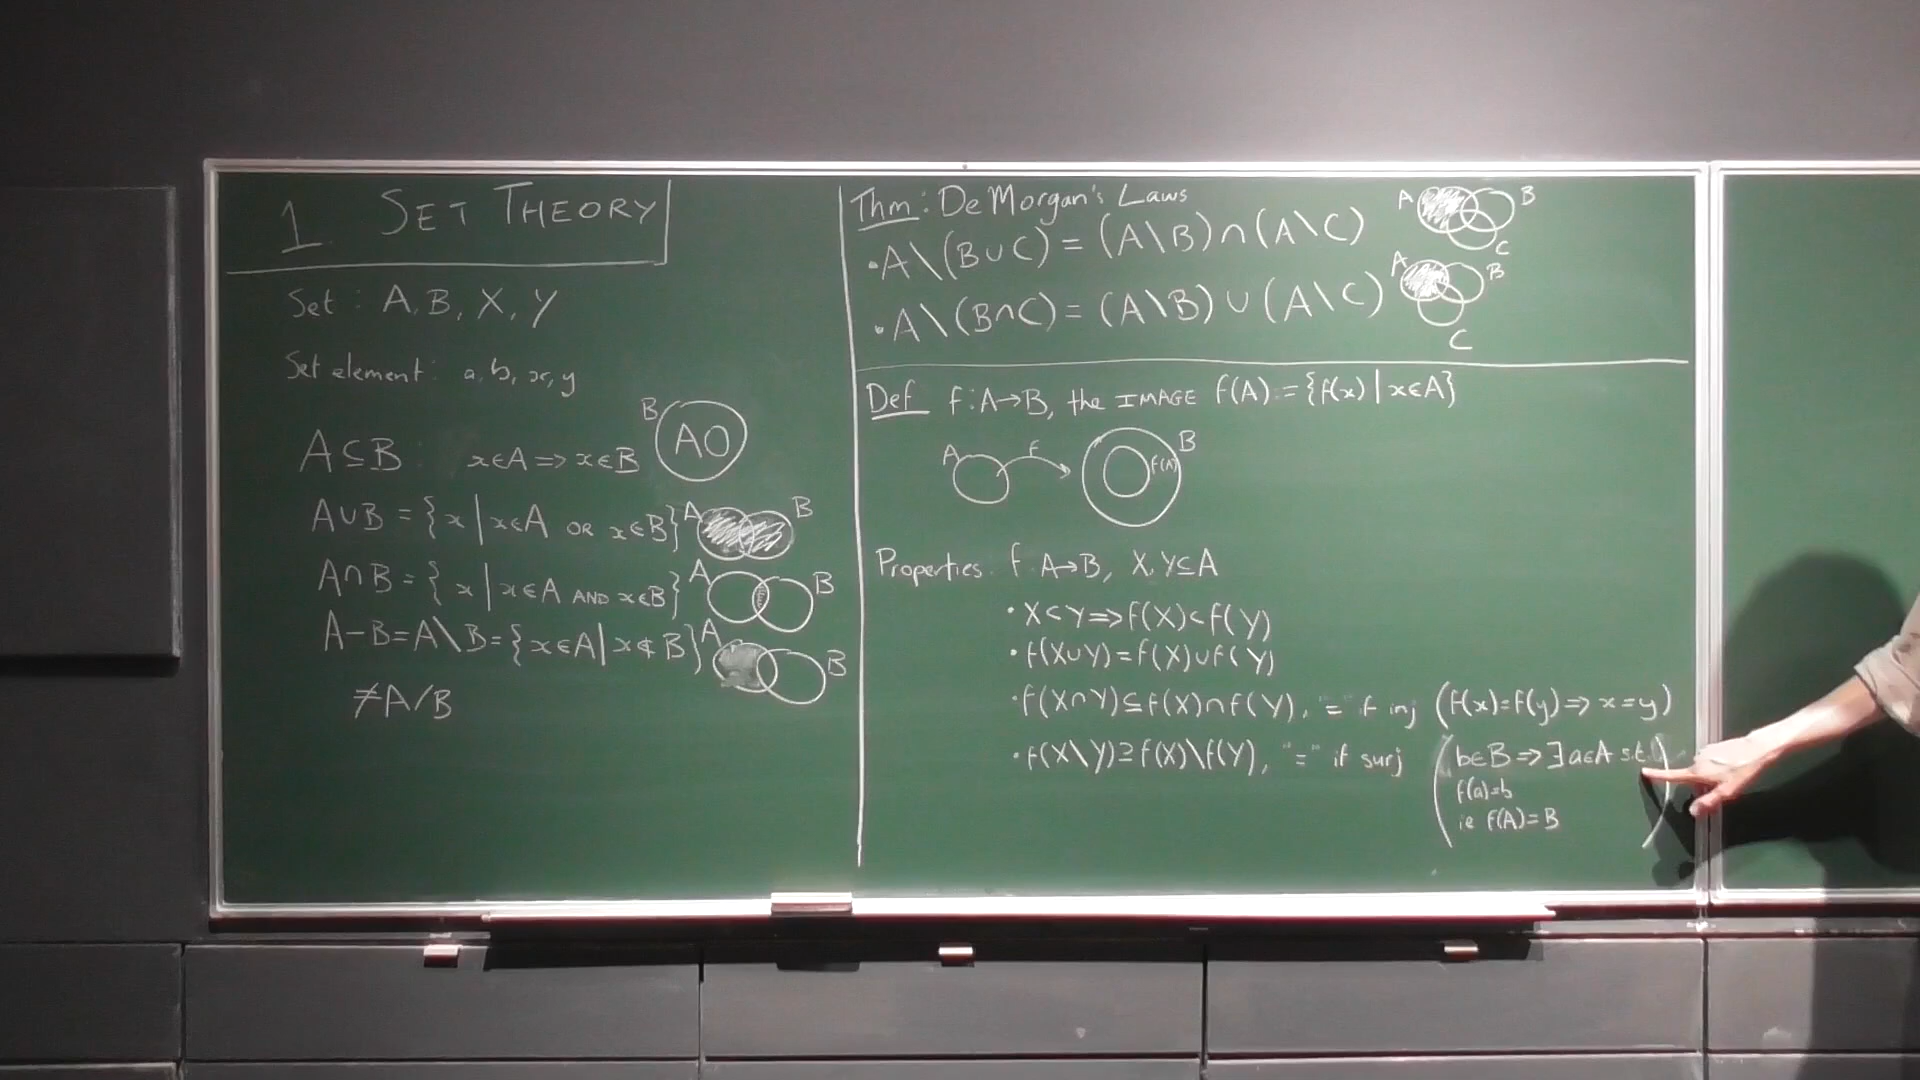 1 SET THEORY
Set : A, B, X, Y
Set element : a, b, x, y
A⊆B : x∈A ⇒ x∈B
B
A
A∪B = {x | x∈A OR x∈B}
A B
A∩B = {x | x∈A AND x∈B}
A B
A−B = A\B = {x∈A | x∉B}
A B
≠A/B
Thm: De Morgan's Laws
• A\(B∪C) = (A\B)∩(A\C)
A B
C
• A\(B∩C) = (A\B)∪(A\C)
A B
C
Def f: A→B, the IMAGE f(A) := {f(x) | x∈A}
A f f(A) B
Properties. f: A→B, X, Y⊆A
• X⊂Y ⇒ f(X)⊂f(Y)
• f(X∪Y) = f(X)∪f(Y)
• f(X∩Y) ⊆ f(X)∩f(Y), "=" if inj (f(x)=f(y) ⇒ x=y)
• f(X\Y) ⊇ f(X)\f(Y), "=" if surj (b∈B ⇒ ∃a∈A s.t.
f(a)=b
ie f(A)=B)